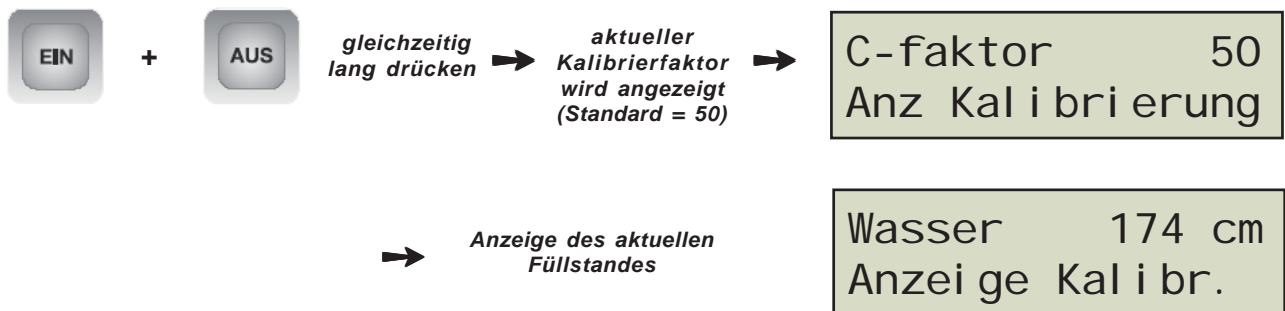 EIN
+
AUS
gleichzeitig
lang drücken
aktueller
Kalibrierfaktor
wird angezeigt
(Standard = 50)
C-faktor 50
Anz Kalibrierung
Anzeige des aktuellen
Füllstandes
Wasser 174 cm
Anzeige Kalibr.